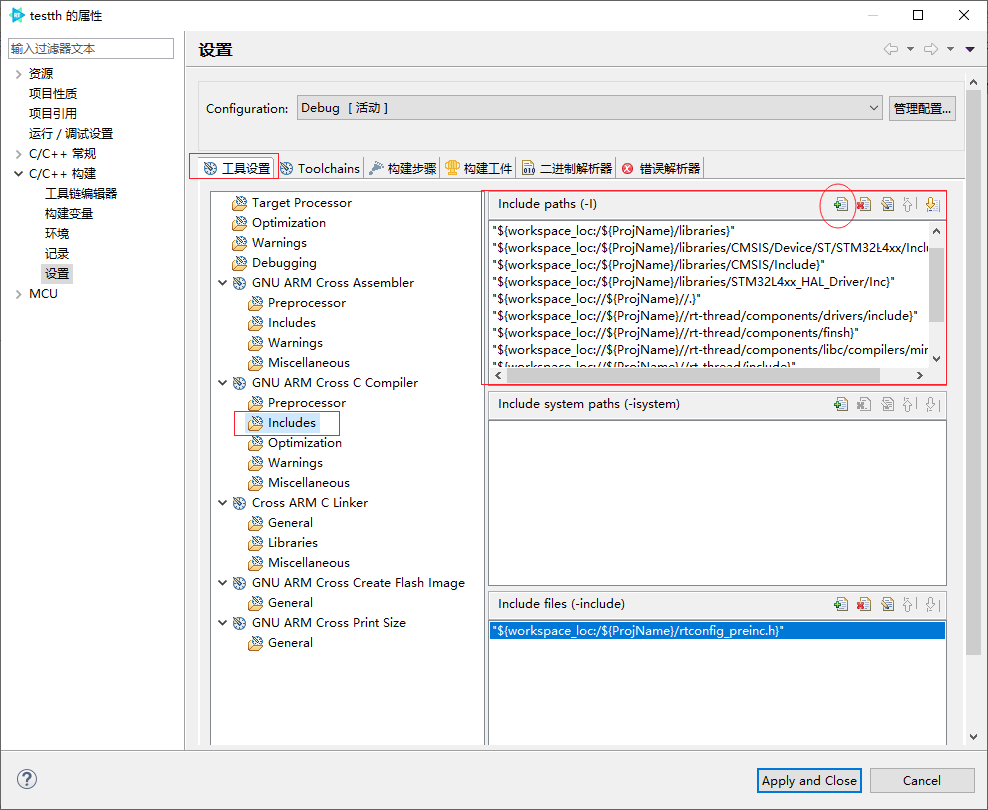 testth 的属性
输入过滤器文本
资源
项目性质
项目引用
运行 / 调试设置
C/C++ 常规
C/C++ 构建
工具链编辑器
构建变量
环境
记录
设置
MCU
设置
Configuration:
Debug [ 活动 ]
管理配置...
工具设置
Toolchains
构建步骤
构建工件
二进制解析器
错误解析器
Target Processor
Optimization
Warnings
Debugging
GNU ARM Cross Assembler
Preprocessor
Includes
Warnings
Miscellaneous
GNU ARM Cross C Compiler
Preprocessor
Includes
Optimization
Warnings
Miscellaneous
Cross ARM C Linker
General
Libraries
Miscellaneous
GNU ARM Cross Create Flash Image
General
GNU ARM Cross Print Size
General
Include paths (-I)
"${workspace_loc:/${ProjName}/libraries}"
"${workspace_loc:/${ProjName}/libraries/CMSIS/Device/ST/STM32L4xx/Inclu
"${workspace_loc:/${ProjName}/libraries/CMSIS/Include}"
"${workspace_loc:/${ProjName}/libraries/STM32L4xx_HAL_Driver/Inc}"
"${workspace_loc://${ProjName}//.}"
"${workspace_loc://${ProjName}//rt-thread/components/drivers/include}"
"${workspace_loc://${ProjName}//rt-thread/components/finsh}"
"${workspace_loc://${ProjName}//rt-thread/components/libc/compilers/mir
"${workspace_loc://${ProjName}//rt-thread/include}"
Include system paths (-isystem)
Include files (-include)
"${workspace_loc:/${ProjName}/rtconfig_preinc.h}"
Apply and Close
Cancel